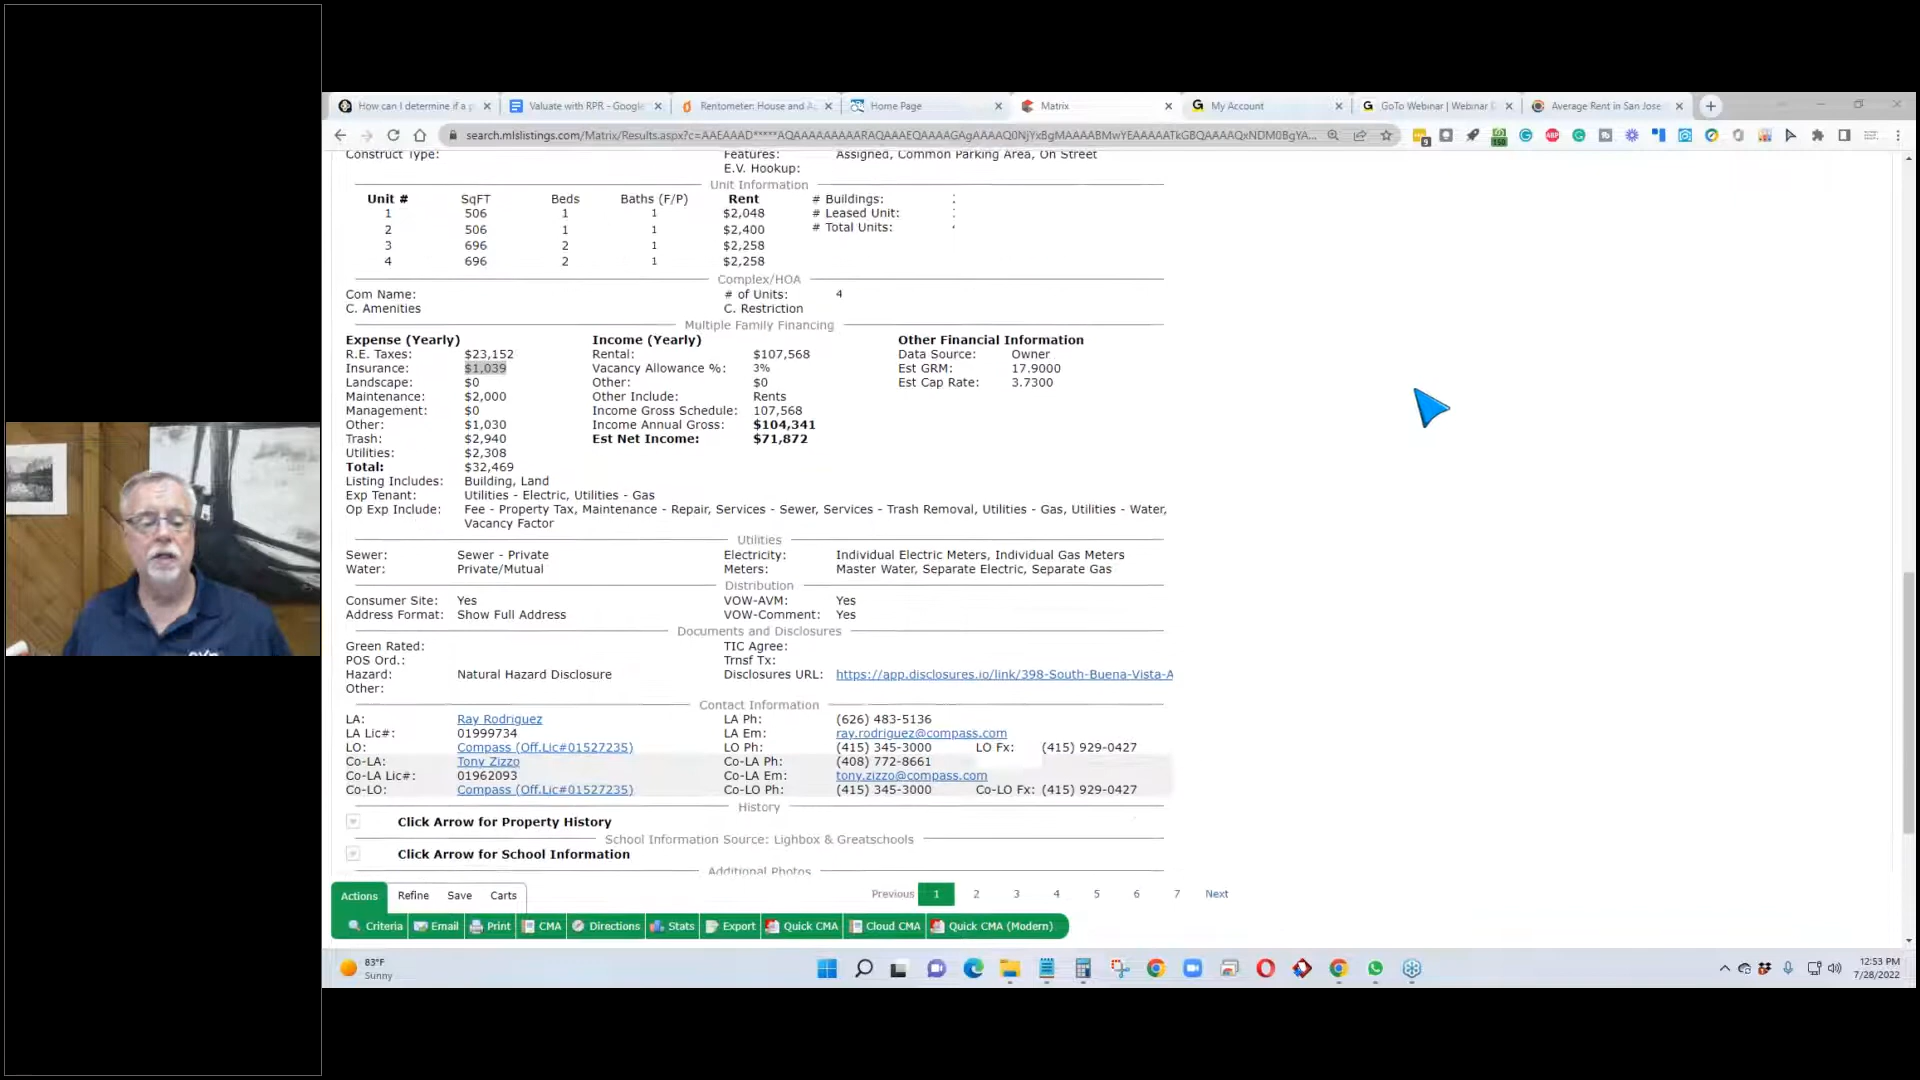 How can I determine if a p
Valuate with RPR - Google
Rentometer: House and A
Home Page
Matrix
My Account
GoTo Webinar | Webinar
Average Rent in San Jose
search.mlslistings.com/Matrix/Results.aspx?c=AAEAAAD*****AQAAAAAAAAARAQAAAEQAAAAGAgAAAAQ0NjYxBgMAAAABMwYEAAAAATkGBQAAAAQxNDM0BgYA...
Construct Type: Features: Assigned, Common Parking Area, On Street
E.V. Hookup:
Unit Information
Unit # SqFT Beds Baths (F/P) Rent # Buildings:
1 506 1 1 $2,048 # Leased Unit:
2 506 1 1 $2,400 # Total Units:
3 696 2 1 $2,258
4 696 2 1 $2,258
Complex/HOA
Com Name: # of Units: 4
C. Amenities C. Restriction
Multiple Family Financing
Expense (Yearly) Income (Yearly) Other Financial Information
R.E. Taxes: $23,152 Rental: $107,568 Data Source: Owner
Insurance: $1,039 Vacancy Allowance %: 3% Est GRM: 17.9000
Landscape: $0 Other: $0 Est Cap Rate: 3.7300
Maintenance: $2,000 Other Include: Rents
Management: $0 Income Gross Schedule: 107,568
Other: $1,030 Income Annual Gross: $104,341
Trash: $2,940 Est Net Income: $71,872
Utilities: $2,308
Total: $32,469
Listing Includes: Building, Land
Exp Tenant: Utilities - Electric, Utilities - Gas
Op Exp Include: Fee - Property Tax, Maintenance - Repair, Services - Sewer, Services - Trash Removal, Utilities - Gas, Utilities - Water,
Vacancy Factor
Utilities
Sewer: Sewer - Private Electricity: Individual Electric Meters, Individual Gas Meters
Water: Private/Mutual Meters: Master Water, Separate Electric, Separate Gas
Distribution
Consumer Site: Yes VOW-AVM: Yes
Address Format: Show Full Address VOW-Comment: Yes
Documents and Disclosures
Green Rated: TIC Agree:
POS Ord.: Trnsf Tx:
Hazard: Natural Hazard Disclosure Disclosures URL: https://app.disclosures.io/link/398-South-Buena-Vista-A
Other:
Contact Information
LA: Ray Rodriguez LA Ph: (626) 483-5136
LA Lic#: 01999734 LA Em: ray.rodriguez@compass.com
LO: Compass (Off.Lic#01527235) LO Ph: (415) 345-3000 LO Fx: (415) 929-0427
Co-LA: Tony Zizzo Co-LA Ph: (408) 772-8661
Co-LA Lic#: 01962093 Co-LA Em: tony.zizzo@compass.com
Co-LO: Compass (Off.Lic#01527235) Co-LO Ph: (415) 345-3000 Co-LO Fx: (415) 929-0427
History
Click Arrow for Property History
School Information Source: Lighbox & Greatschools
Click Arrow for School Information
Additional Photos
Actions Refine Save Carts Previous 1 2 3 4 5 6 7 Next
Criteria Email Print CMA Directions Stats Export Quick CMA Cloud CMA Quick CMA (Modern)
83°F
Sunny
12:53 PM
7/28/2022